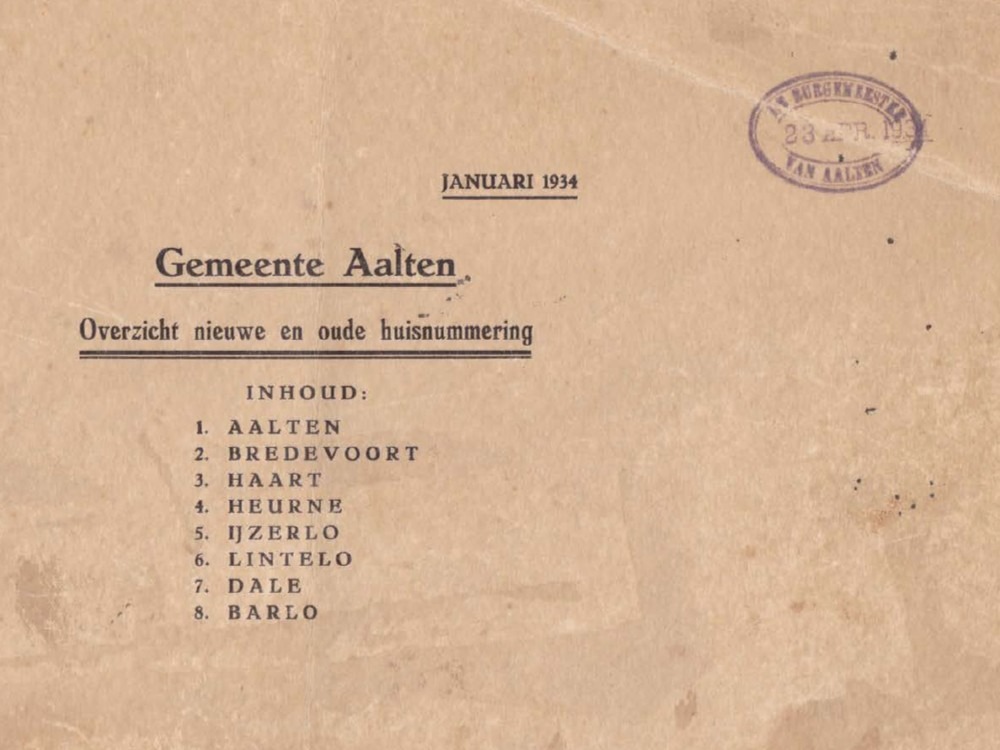 BURGEMEESTER
23 APR. 193
VAN AALTEN
JANUARI 1934
Gemeente Aalten
Overzicht nieuwe en oude huisnummering
INHOUD:
1. AALTEN
2. BREDEVOORT
3. HAART
4. HEURNE
5. IJZERLO
6. LINTELO
7. DALE
8. BARLO